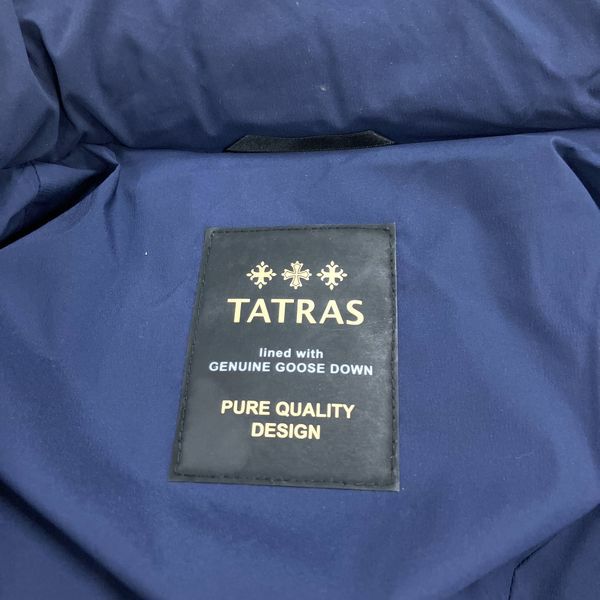 TATRAS
lined with
GENUINE GOOSE DOWN
PURE QUALITY
DESIGN